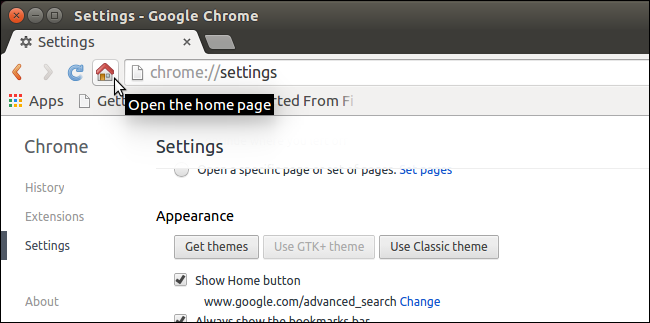 Settings - Google Chrome
Settings
chrome://settings
Apps Gett
Open the home page
rted From Fi
Chrome
Settings
Open a specific page or set of pages. Set pages
History
Extensions
Settings
About
Appearance
Get themes Use GTK+ theme Use Classic theme
Show Home button
www.google.com/advanced_search Change
Always show the bookmarks bar